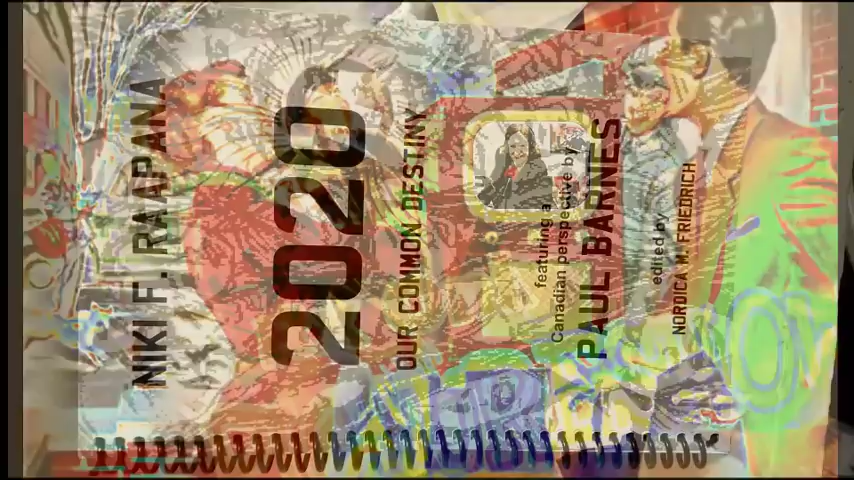 NIKI F. RAAPANA
2020
OUR COMMON DESTINY
featuring a
Canadian perspective by
PAUL BARNES
edited by
NORDICA M. FRIEDRICH